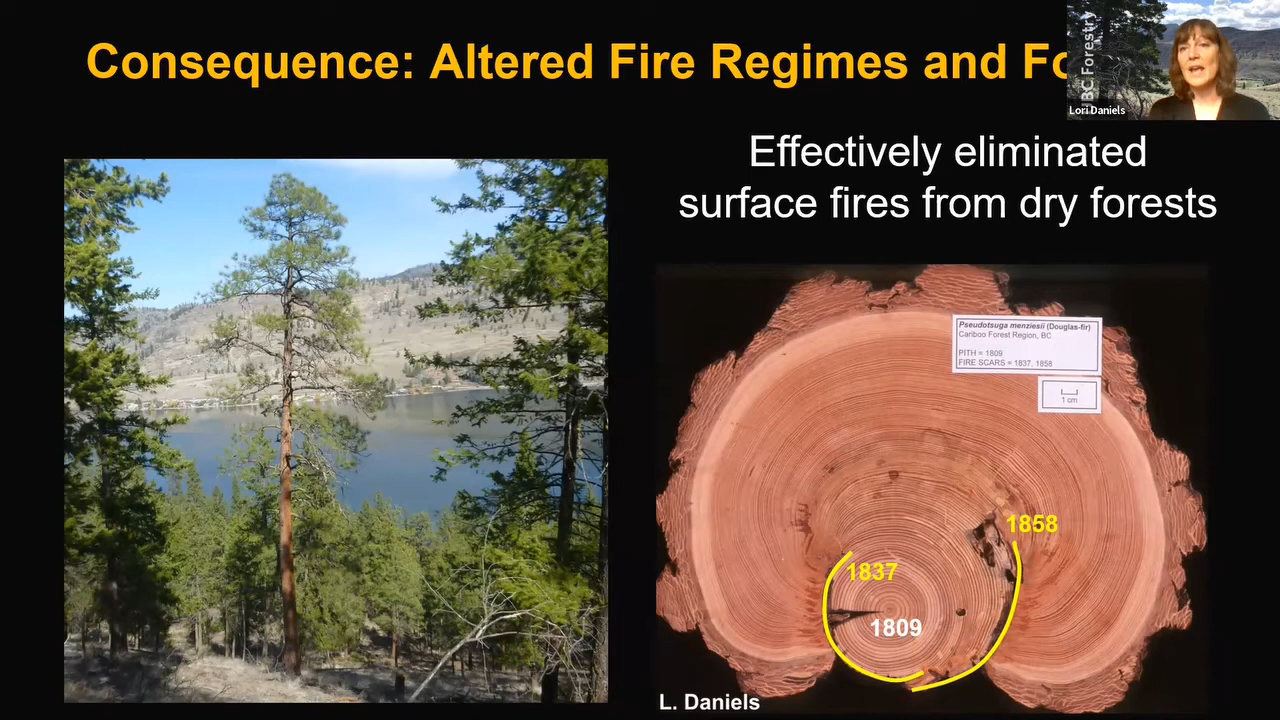 Consequence: Altered Fire Regimes and Fo
UBC Forestry
Lori Daniels
Effectively eliminated
surface fires from dry forests
Pseudotsuga menziesii (Douglas-fir)
Cariboo Forest Region, BC
PITH = 1809
FIRE SCARS = 1837, 1858
1 cm
1858
1837
1809
L. Daniels